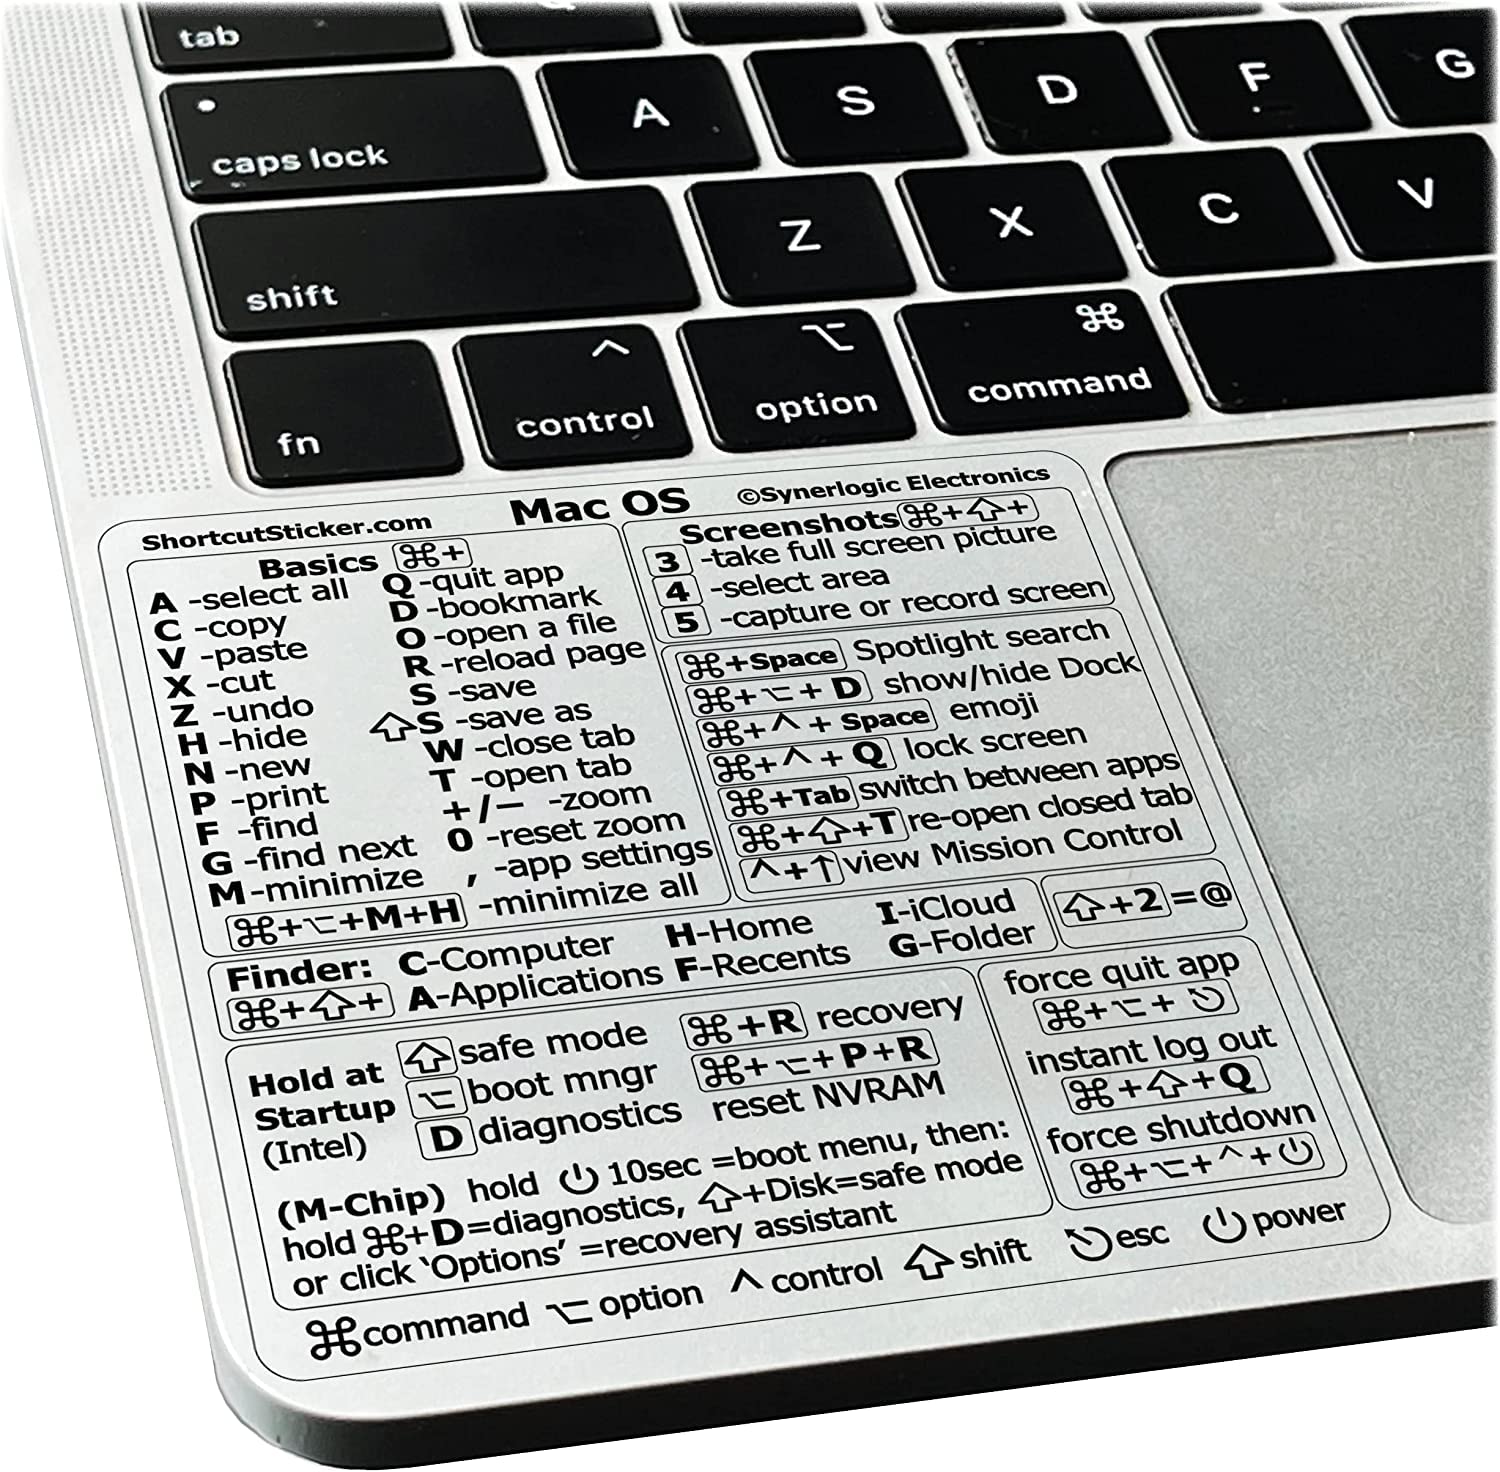 tab
caps lock A S D F G
shift Z X C V
fn ^ control ⌥ option ⌘ command
ShortcutSticker.com Mac OS ©Synerlogic Electronics
Basics ⌘+
A -select all
C -copy
V -paste
X -cut
Z -undo
H -hide
N -new
P -print
F -find
G -find next
M -minimize
Q -quit app
D -bookmark
O -open a file
R -reload page
S -save
⇧S -save as
W -close tab
T -open tab
+/− -zoom
0 -reset zoom
, -app settings
⌘+⌥+M+H -minimize all
Screenshots ⌘+⇧+
3 -take full screen picture
4 -select area
5 -capture or record screen
⌘+Space Spotlight search
⌘+⌥+D show/hide Dock
⌘+^+Space emoji
⌘+^+Q lock screen
⌘+Tab switch between apps
⌘+⇧+T re-open closed tab
^+↑ view Mission Control
Finder: C-Computer H-Home I-iCloud
⌘+⇧+ A-Applications F-Recents G-Folder
⇧+2=@
Hold at Startup (Intel)
⇧ safe mode
⌥ boot mngr
D diagnostics
⌘+R recovery
⌘+⌥+P+R
reset NVRAM
(M-Chip) hold ⏻ 10sec =boot menu, then:
hold ⌘+D=diagnostics, ⇧+Disk=safe mode
or click ‘Options’ =recovery assistant
force quit app
⌘+⌥+⎋
instant log out
⌘+⇧+Q
force shutdown
⌘+⌥+^+⏻
⌘command ⌥option ^control ⇧shift ⎋esc ⏻power